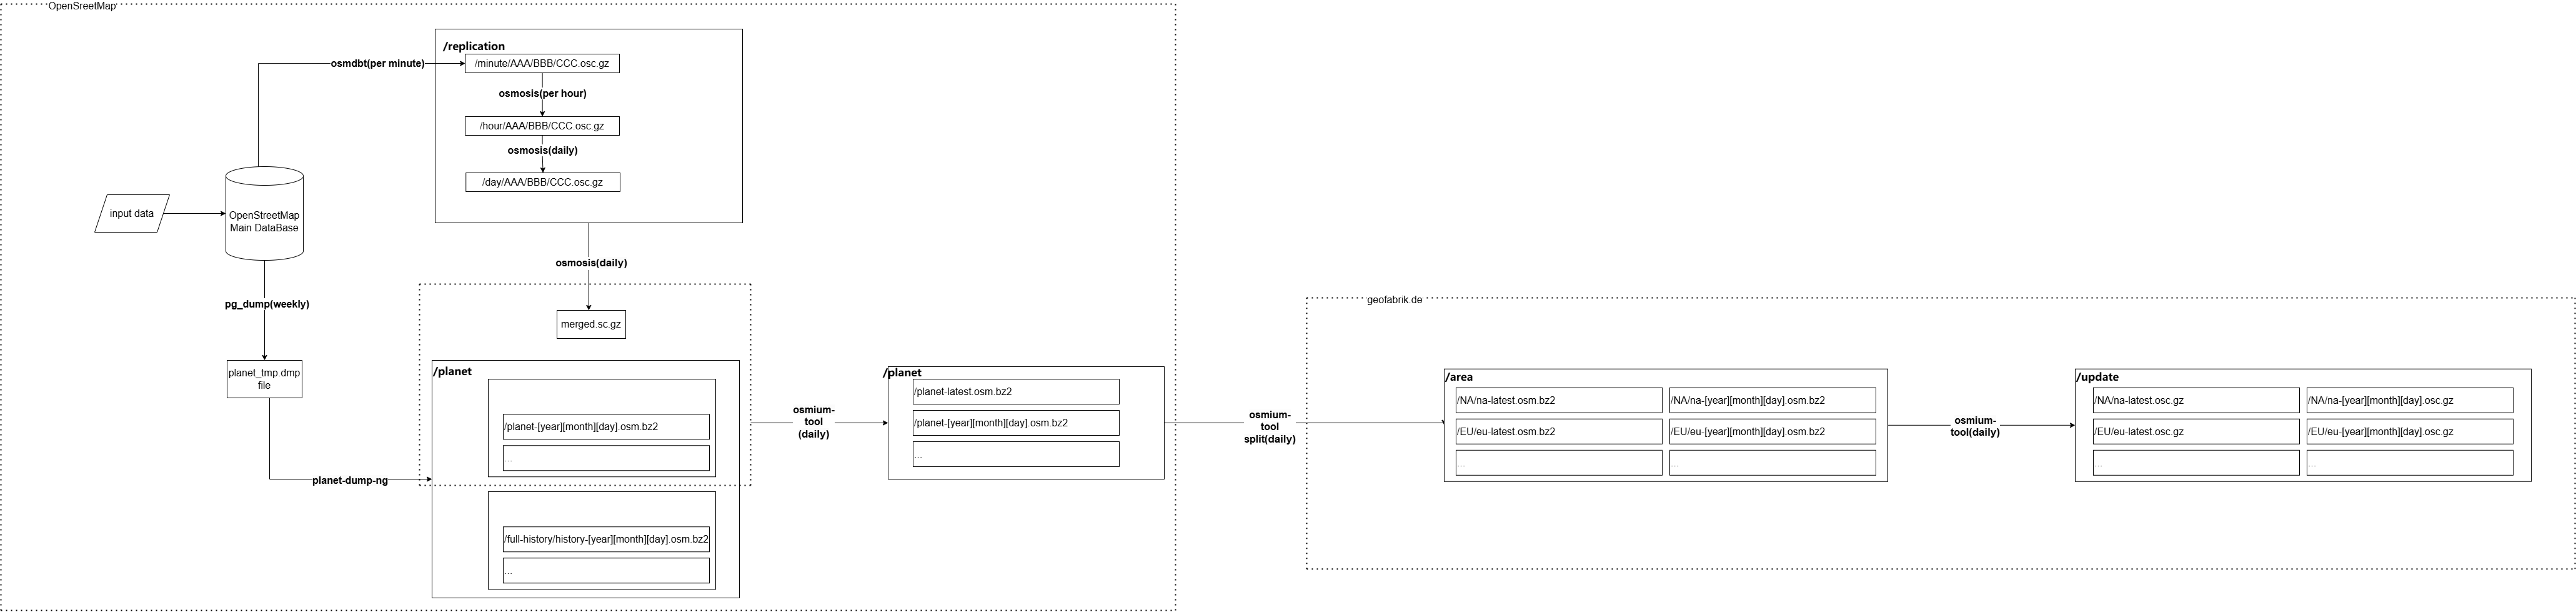 OpenSreetMap
/replication
osmdbt(per minute)
/minute/AAA/BBB/CCC.osc.gz
osmosis(per hour)
/hour/AAA/BBB/CCC.osc.gz
osmosis(daily)
/day/AAA/BBB/CCC.osc.gz
input data
OpenStreetMap
Main DataBase
osmosis(daily)
pg_dump(weekly)
merged.sc.gz
planet_tmp.dmp
file
planet-dump-ng
/planet
/planet-[year][month][day].osm.bz2
...
/full-history/history-[year][month][day].osm.bz2
...
osmium-
tool
(daily)
/planet
/planet-latest.osm.bz2
/planet-[year][month][day].osm.bz2
...
osmium-
tool
split(daily)
geofabrik.de
/area
/NA/na-latest.osm.bz2
/NA/na-[year][month][day].osm.bz2
/EU/eu-latest.osm.bz2
/EU/eu-[year][month][day].osm.bz2
...
...
osmium-
tool(daily)
/update
/NA/na-latest.osc.gz
/NA/na-[year][month][day].osc.gz
/EU/eu-latest.osc.gz
/EU/eu-[year][month][day].osc.gz
...
...